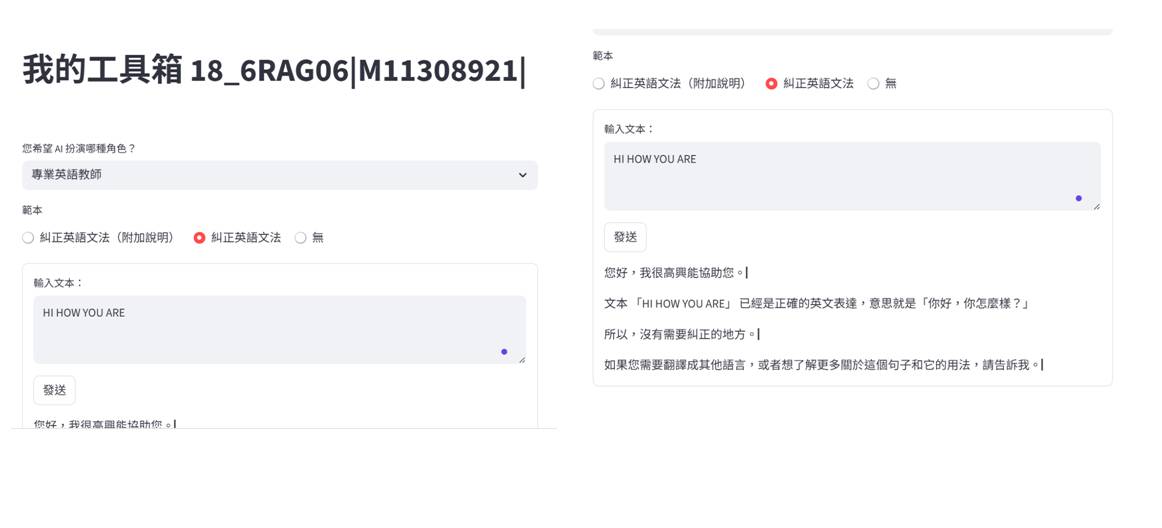 我的工具箱 18_6RAG06|M11308921|
您希望 AI 扮演哪種角色？
專業英語教師
範本
糾正英語文法（附加說明）
糾正英語文法
無
輸入文本：
HI HOW YOU ARE
發送
您好，我很高興能協助您。
範本
糾正英語文法（附加說明）
糾正英語文法
無
輸入文本：
HI HOW YOU ARE
發送
您好，我很高興能協助您。
文本 「HI HOW YOU ARE」 已經是正確的英文表達，意思就是「你好，你怎麼樣？」
所以，沒有需要糾正的地方。
如果您需要翻譯成其他語言，或者想了解更多關於這個句子和它的用法，請告訴我。